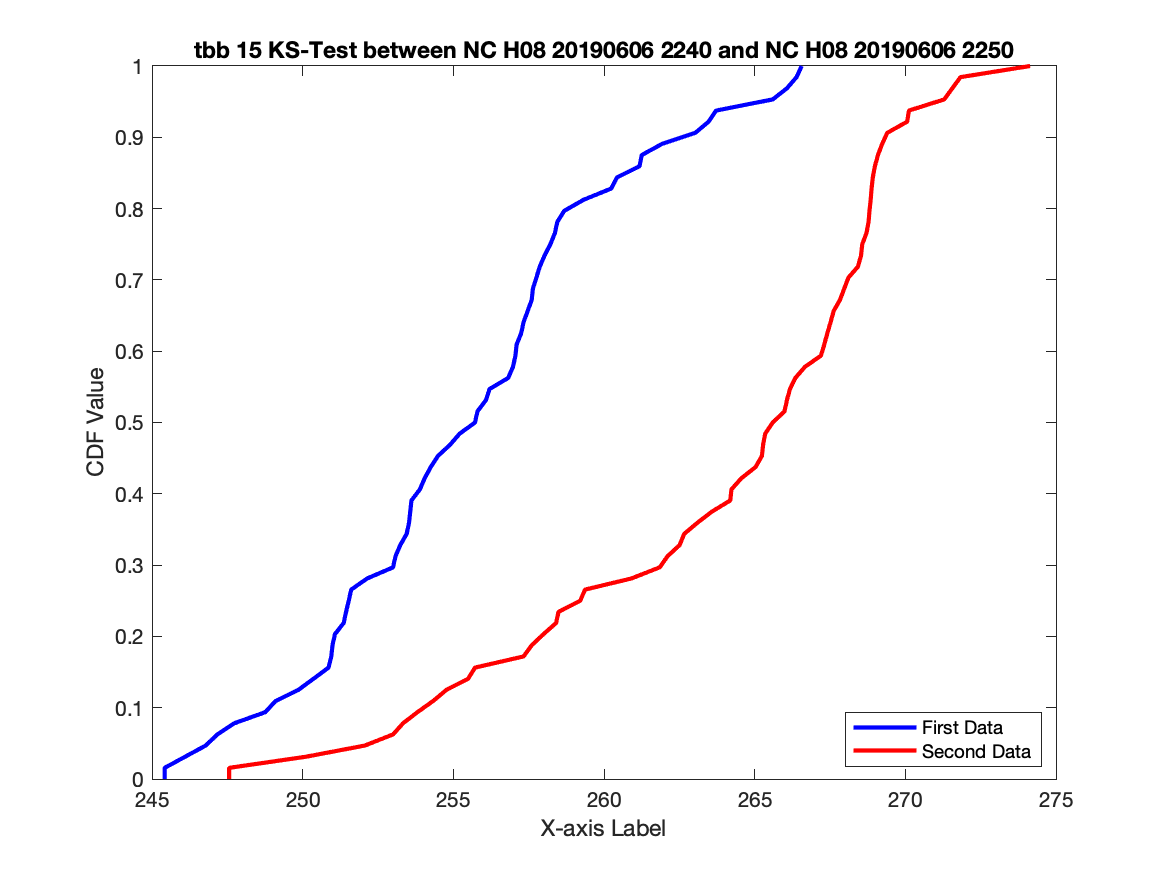 tbb 15 KS-Test between NC H08 20190606 2240 and NC H08 20190606 2250
1
0.9
0.8
0.7
0.6
0.5
0.4
0.3
0.2
0.1
0
CDF Value
First Data
Second Data
245 250 255 260 265 270 275
X-axis Label